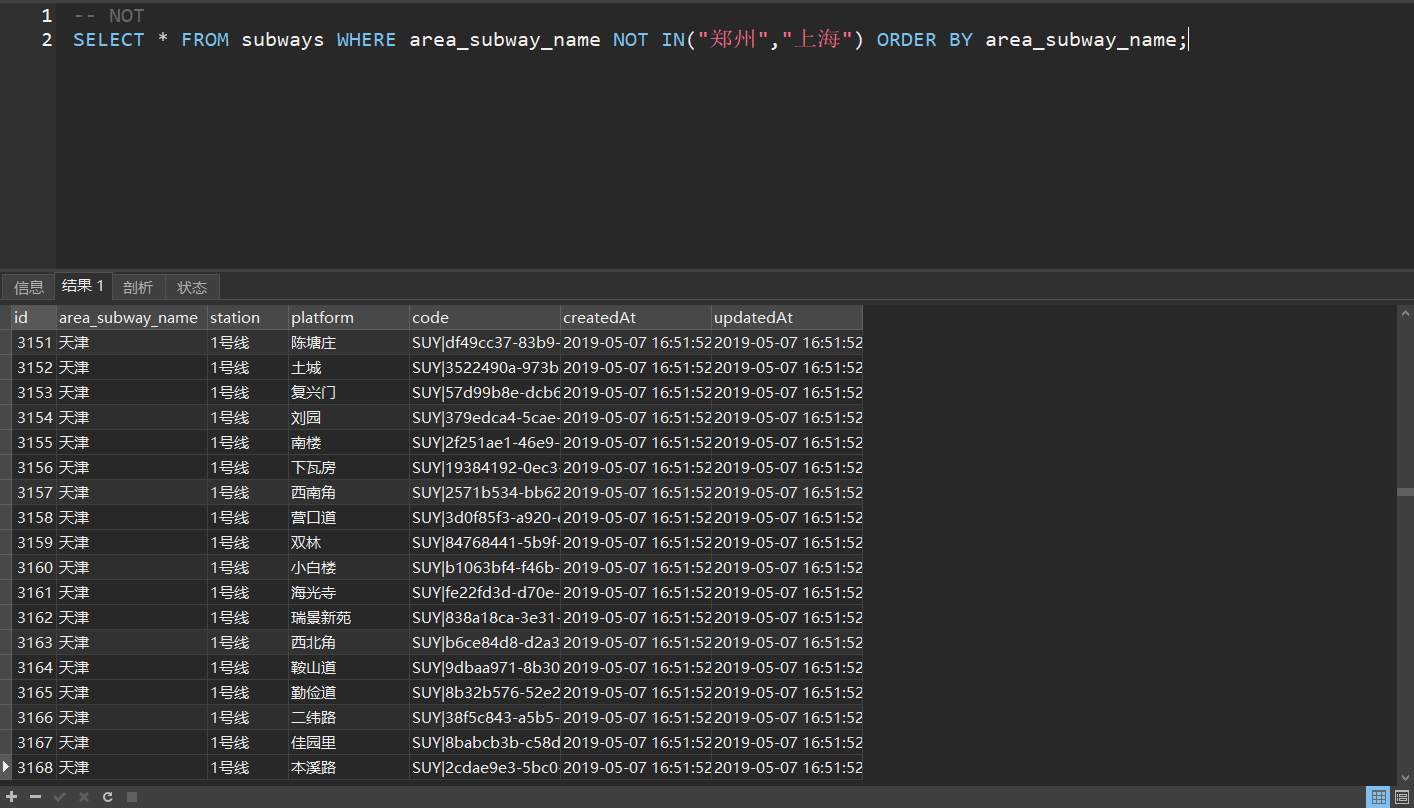 1 -- NOT
2 SELECT * FROM subways WHERE area_subway_name NOT IN("郑州","上海") ORDER BY area_subway_name;
信息 结果 1 剖析 状态
id area_subway_name station platform code createdAt updatedAt
3151 天津 1号线 陈塘庄 SUY|df49cc37-83b9- 2019-05-07 16:51:52 2019-05-07 16:51:52
3152 天津 1号线 土城 SUY|3522490a-973b 2019-05-07 16:51:52 2019-05-07 16:51:52
3153 天津 1号线 复兴门 SUY|57d99b8e-dcb6 2019-05-07 16:51:52 2019-05-07 16:51:52
3154 天津 1号线 刘园 SUY|379edca4-5cae- 2019-05-07 16:51:52 2019-05-07 16:51:52
3155 天津 1号线 南楼 SUY|2f251ae1-46e9- 2019-05-07 16:51:52 2019-05-07 16:51:52
3156 天津 1号线 下瓦房 SUY|19384192-0ec3 2019-05-07 16:51:52 2019-05-07 16:51:52
3157 天津 1号线 西南角 SUY|2571b534-bb62 2019-05-07 16:51:52 2019-05-07 16:51:52
3158 天津 1号线 营口道 SUY|3d0f85f3-a920- 2019-05-07 16:51:52 2019-05-07 16:51:52
3159 天津 1号线 双林 SUY|84768441-5b9f- 2019-05-07 16:51:52 2019-05-07 16:51:52
3160 天津 1号线 小白楼 SUY|b1063bf4-f46b- 2019-05-07 16:51:52 2019-05-07 16:51:52
3161 天津 1号线 海光寺 SUY|fe22fd3d-d70e- 2019-05-07 16:51:52 2019-05-07 16:51:52
3162 天津 1号线 瑞景新苑 SUY|838a18ca-3e31- 2019-05-07 16:51:52 2019-05-07 16:51:52
3163 天津 1号线 西北角 SUY|b6ce84d8-d2a3 2019-05-07 16:51:52 2019-05-07 16:51:52
3164 天津 1号线 鞍山道 SUY|9dbaa971-8b30 2019-05-07 16:51:52 2019-05-07 16:51:52
3165 天津 1号线 勤俭道 SUY|8b32b576-52e2 2019-05-07 16:51:52 2019-05-07 16:51:52
3166 天津 1号线 二纬路 SUY|38f5c843-a5b5- 2019-05-07 16:51:52 2019-05-07 16:51:52
3167 天津 1号线 佳园里 SUY|8babcb3b-c58d 2019-05-07 16:51:52 2019-05-07 16:51:52
3168 天津 1号线 本溪路 SUY|2cdae9e3-5bc0- 2019-05-07 16:51:52 2019-05-07 16:51:52